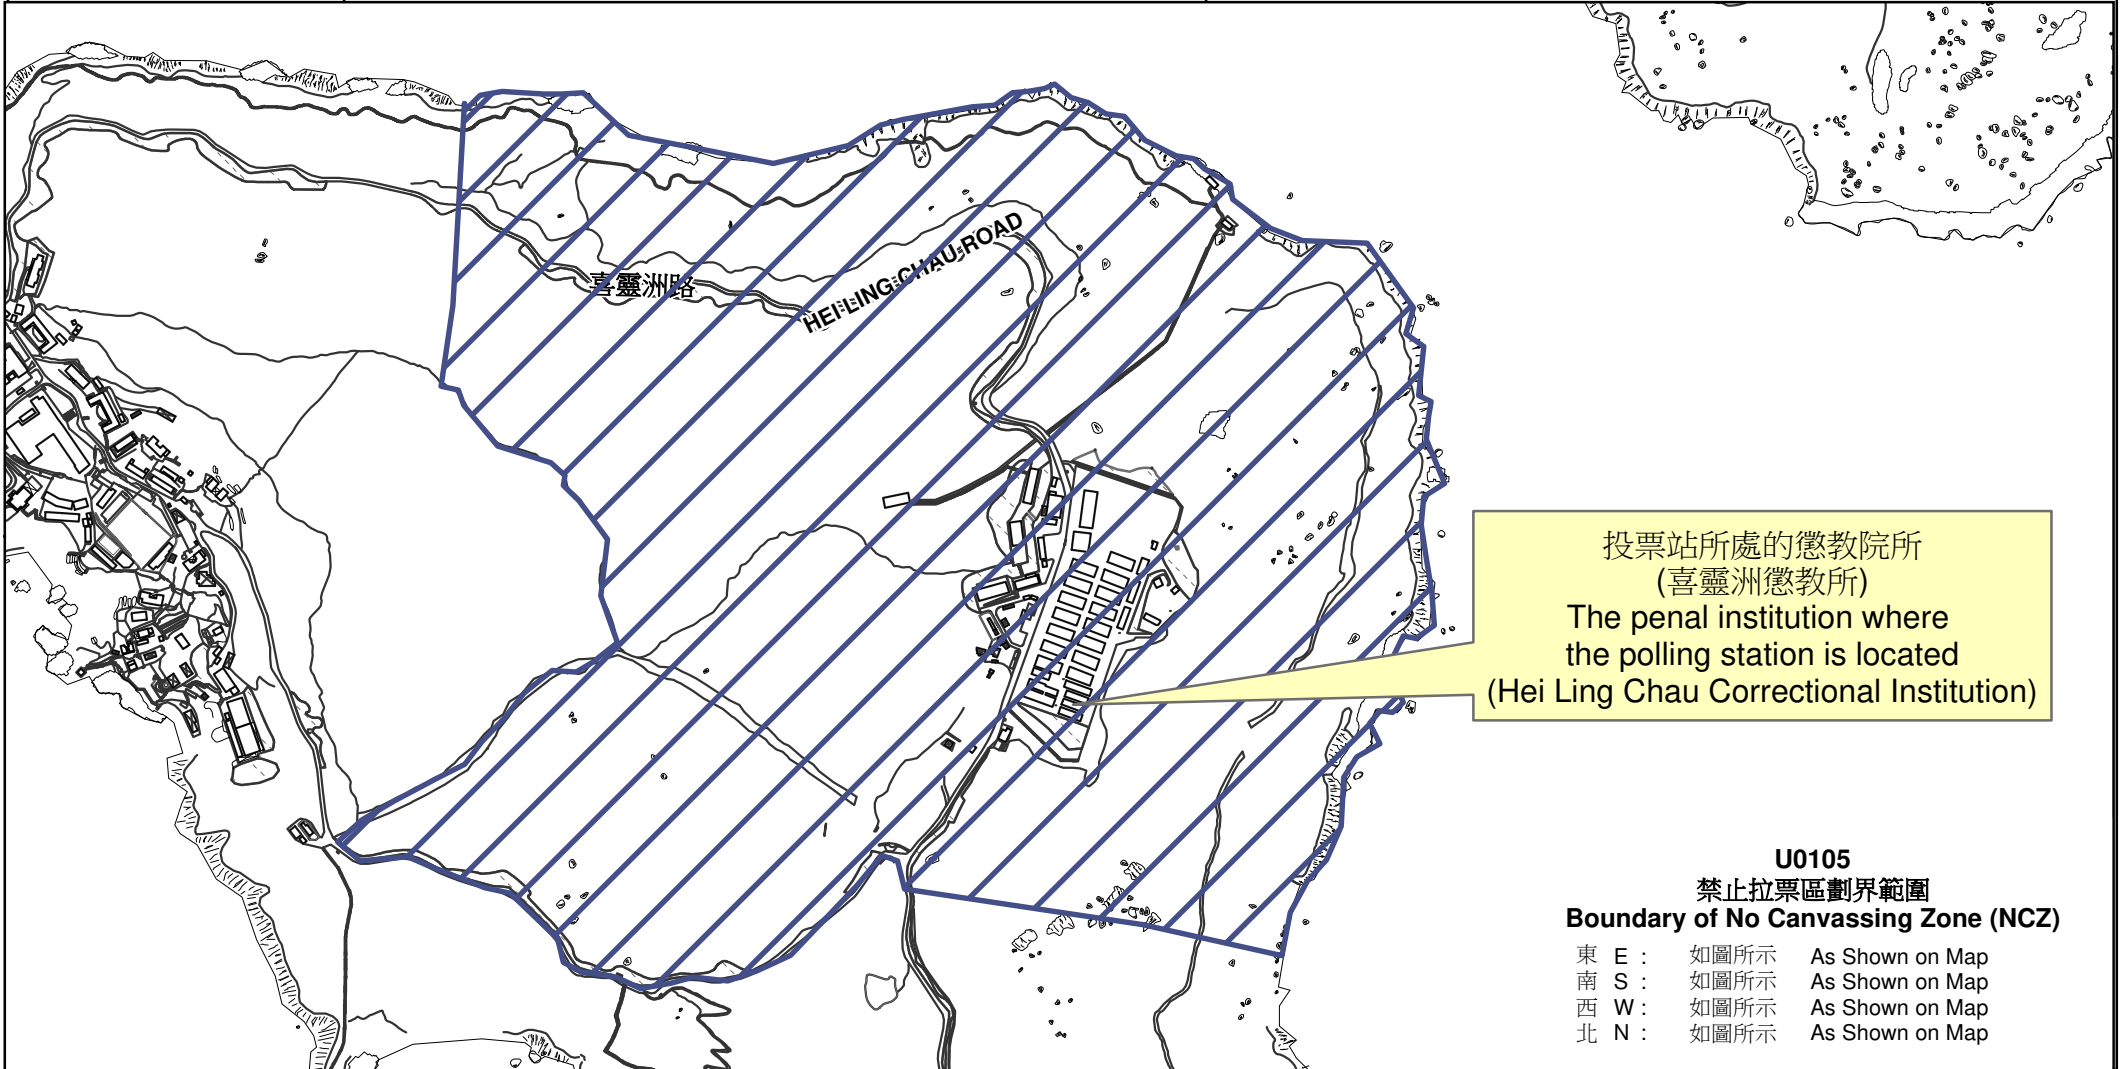 喜靈洲路
HEI LING CHAU ROAD
投票站所處的懲教院所
(喜靈洲懲教所)
The penal institution where
the polling station is located
(Hei Ling Chau Correctional Institution)
U0105
禁止拉票區劃界範圍
Boundary of No Canvassing Zone (NCZ)
東 E : 如圖所示 As Shown on Map
南 S : 如圖所示 As Shown on Map
西 W : 如圖所示 As Shown on Map
北 N : 如圖所示 As Shown on Map